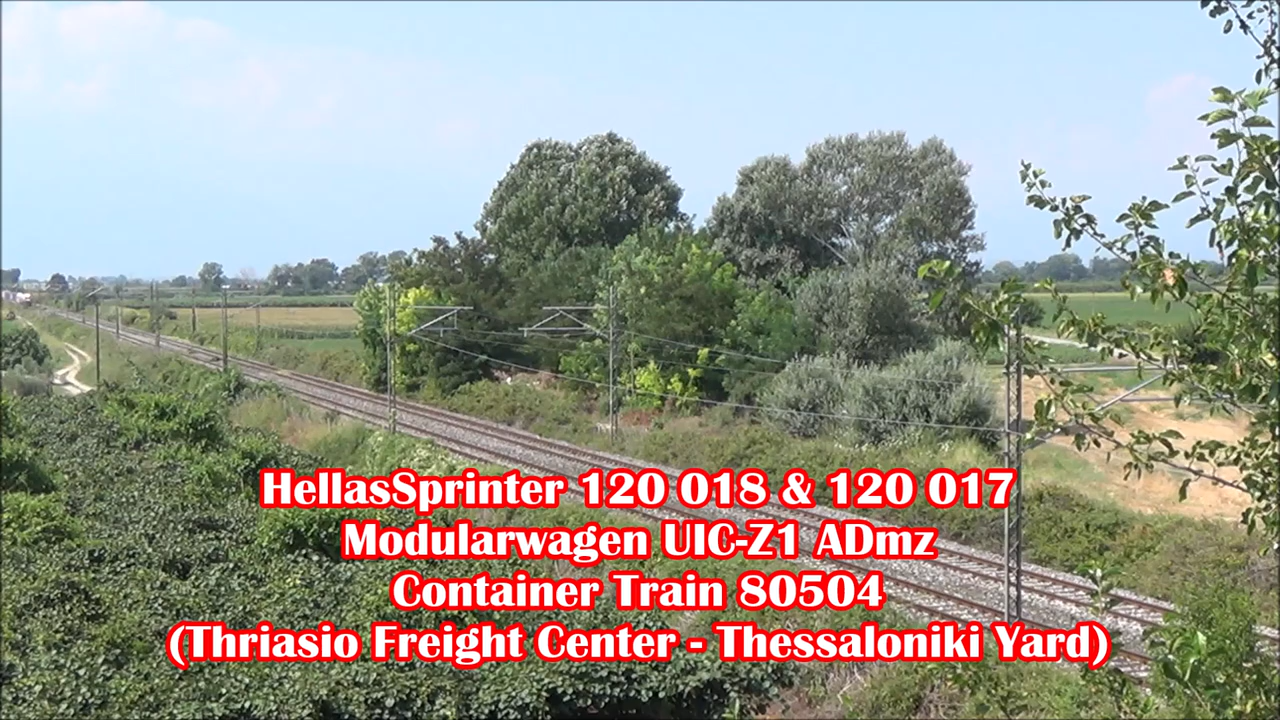 HellasSprinter 120 018 & 120 017
Modularwagen UIC-Z1 ADmz
Container Train 80504
(Thriasio Freight Center - Thessaloniki Yard)